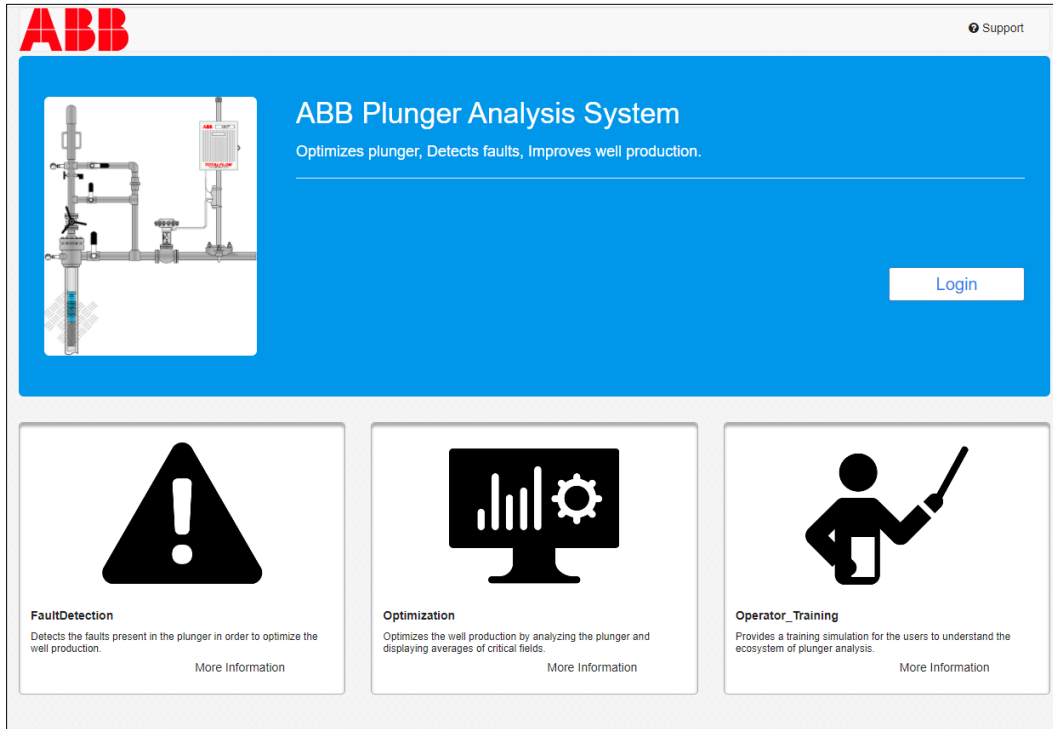 ABB
Support
ABB Plunger Analysis System
Optimizes plunger, Detects faults, Improves well production.
ABB
TOTALFLOW
Login
FaultDetection
Detects the faults present in the plunger in order to optimize the
well production.
More Information
Optimization
Optimizes the well production by analyzing the plunger and
displaying averages of critical fields.
More Information
Operator_Training
Provides a training simulation for the users to understand the
ecosystem of plunger analysis.
More Information